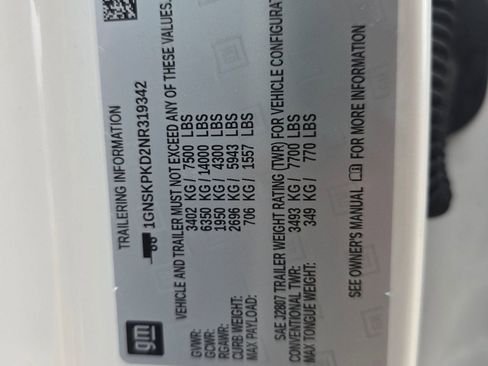 gm
TRAILERING INFORMATION
1GNSKPKD2NR319342
VEHICLE AND TRAILER MUST NOT EXCEED ANY OF THESE VALUES.
GVWR: 3402 KG / 7500 LBS
GCWR: 6350 KG / 14000 LBS
RGAWR: 1950 KG / 4300 LBS
CURB WEIGHT: 2696 KG / 5943 LBS
MAX PAYLOAD: 706 KG / 1557 LBS
SAE J2807 TRAILER WEIGHT RATING (TWR) FOR VEHICLE CONFIGURA
CONVENTIONAL TWR: 3493 KG / 7700 LBS
MAX TONGUE WEIGHT: 349 KG / 770 LBS
SEE OWNER'S MANUAL FOR MORE INFORMATION